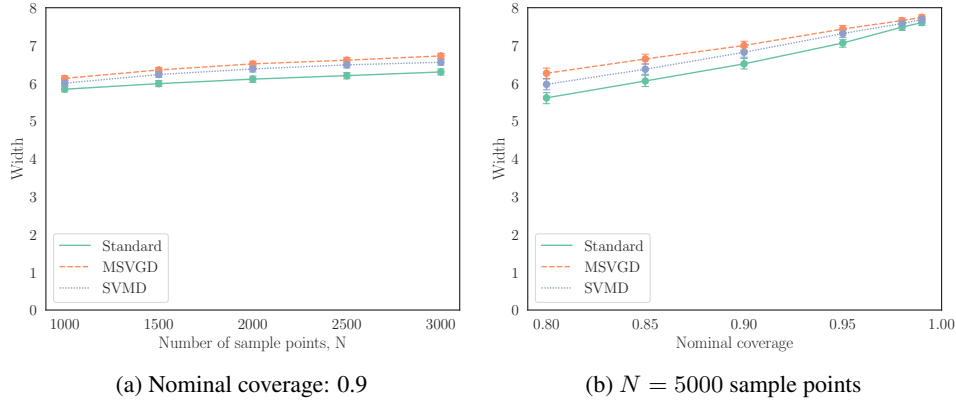 8
7
6
5
4
3
2
1
0
Width
Standard
MSVGD
SVMD
1000 1500 2000 2500 3000
Number of sample points, N
(a) Nominal coverage: 0.9
8
7
6
5
4
3
2
1
0
Width
Standard
MSVGD
SVMD
0.80 0.85 0.90 0.95 1.00
Nominal coverage
(b) N = 5000 sample points